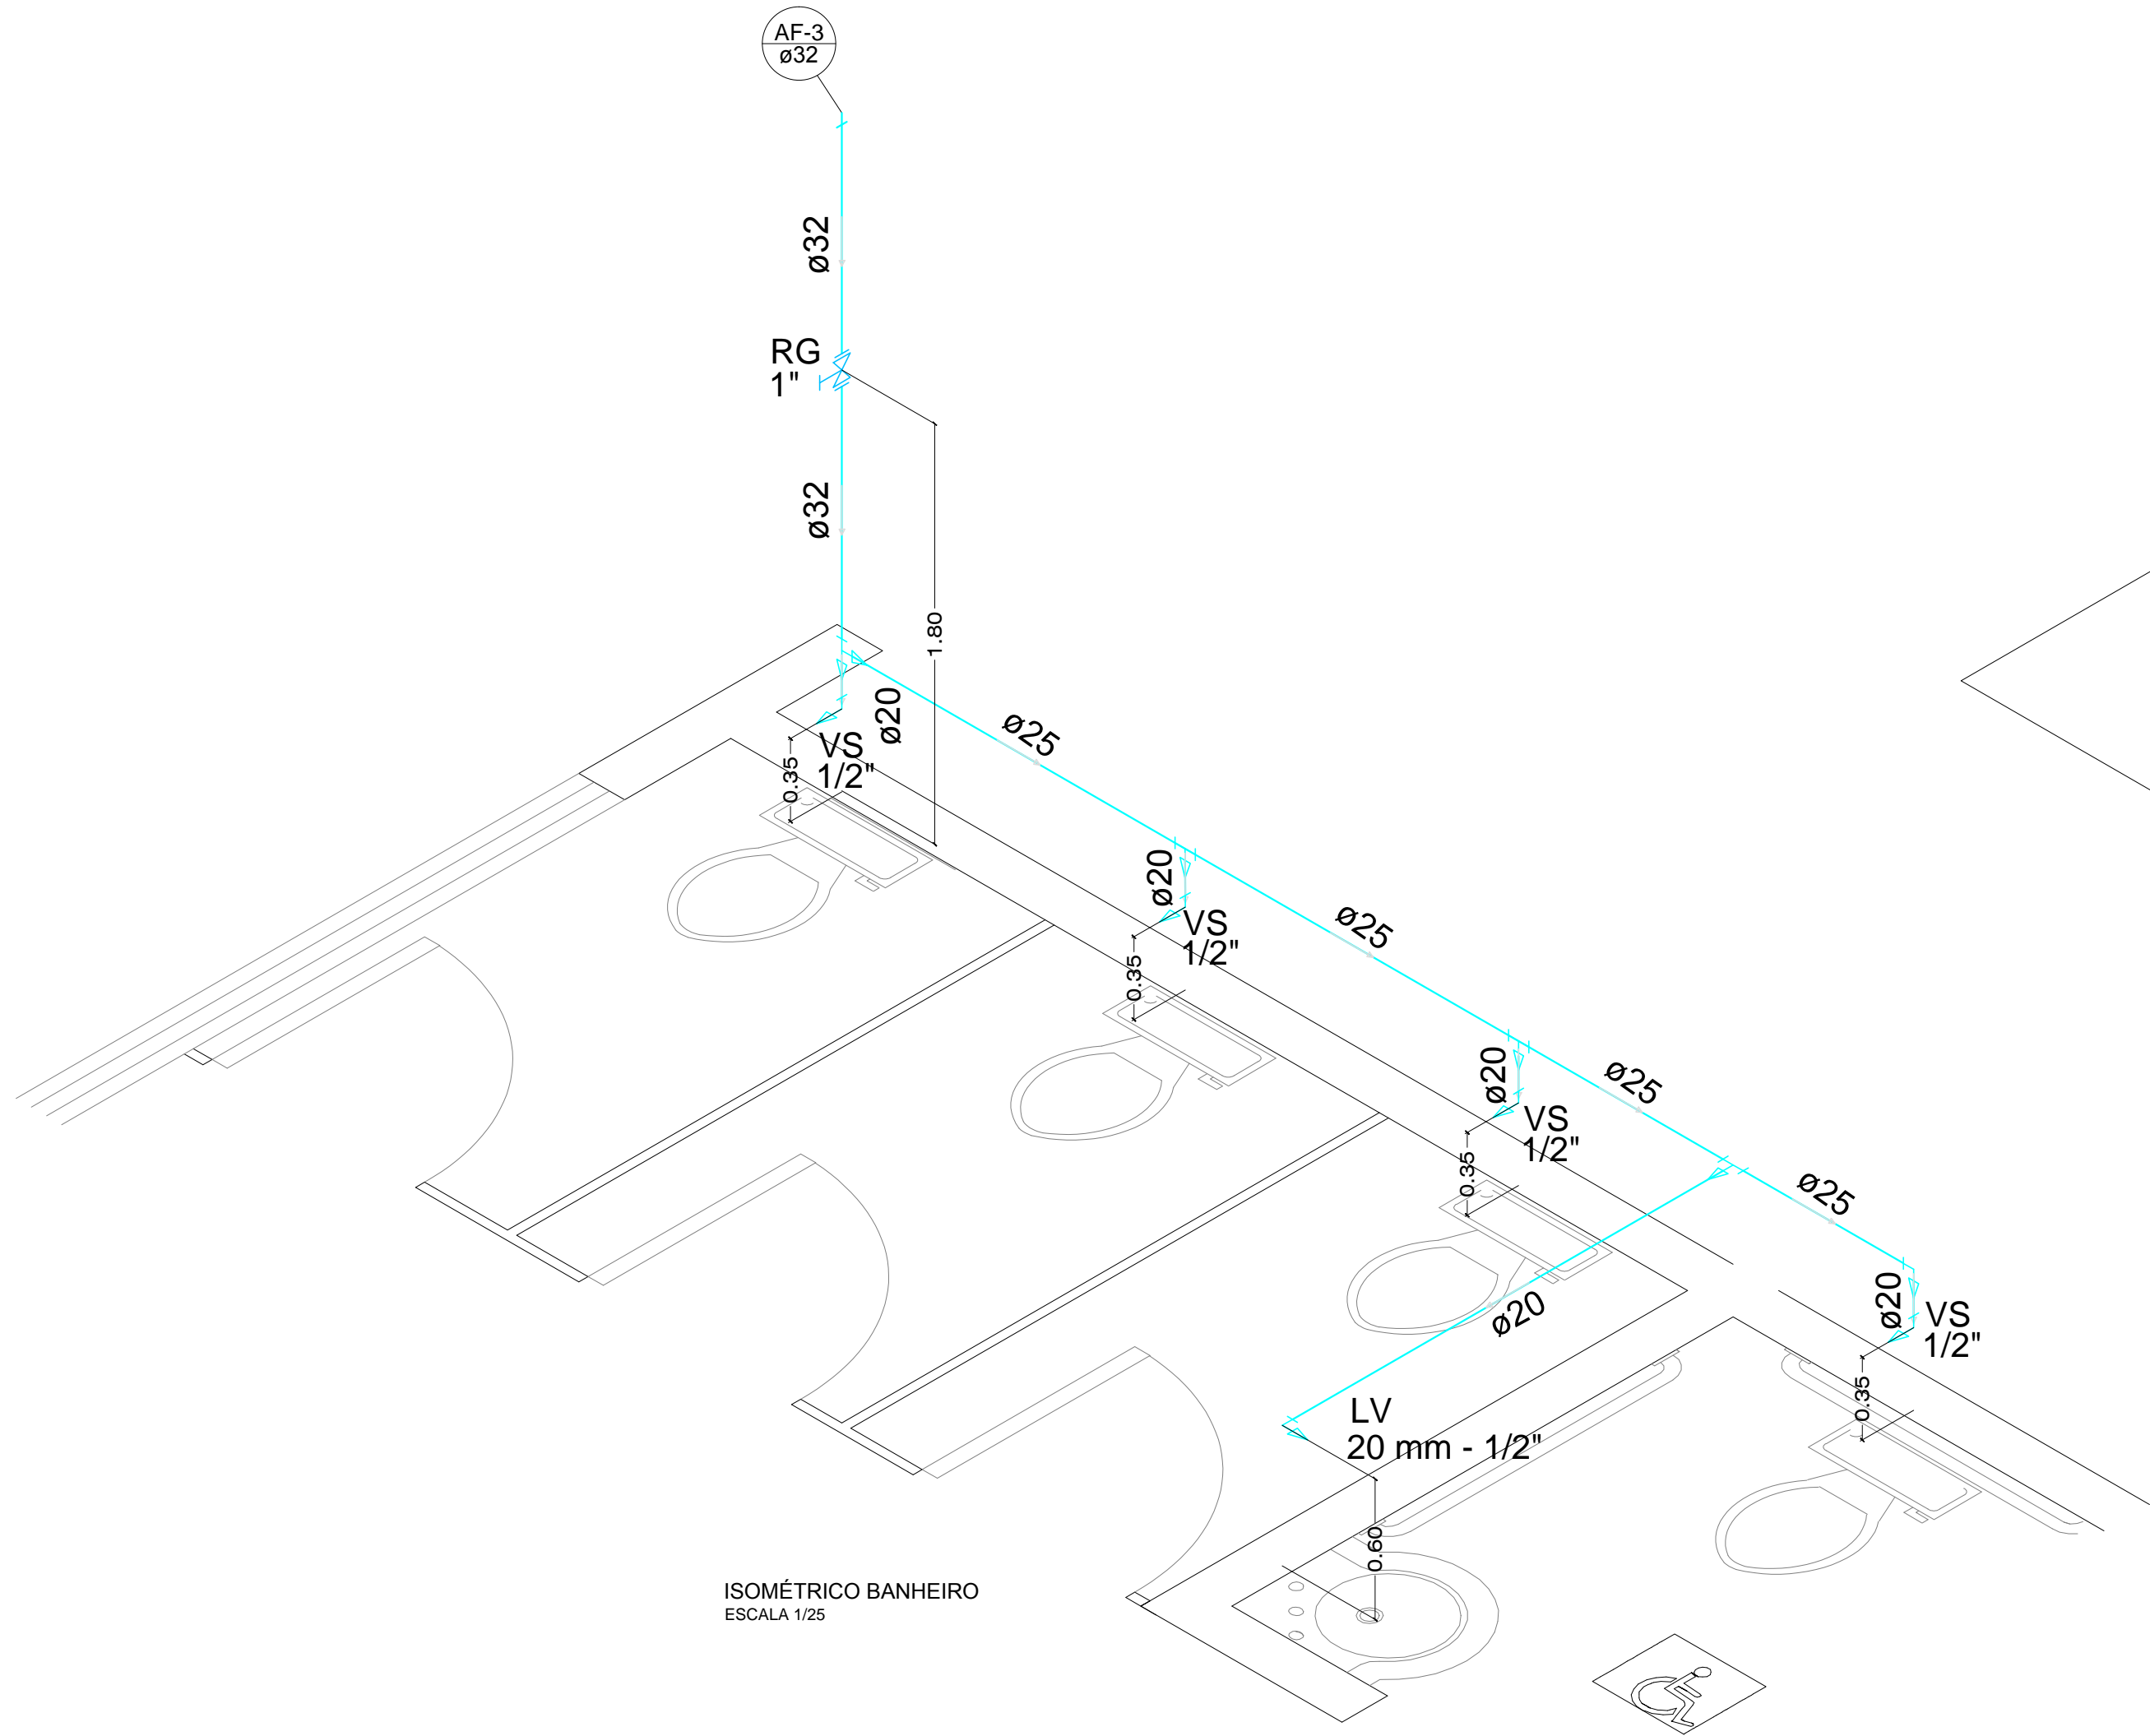 AF-3
ø32
ø32
RG
1"
ø32
1.80
ø20
ø25
VS
1/2"
0.35
ø20
ø25
VS
1/2"
0.35
ø20
ø25
VS
1/2"
0.35
ø25
ø20
VS
1/2"
0.35
ø20
LV
20 mm - 1/2"
0.60
ISOMÉTRICO BANHEIRO
ESCALA 1/25